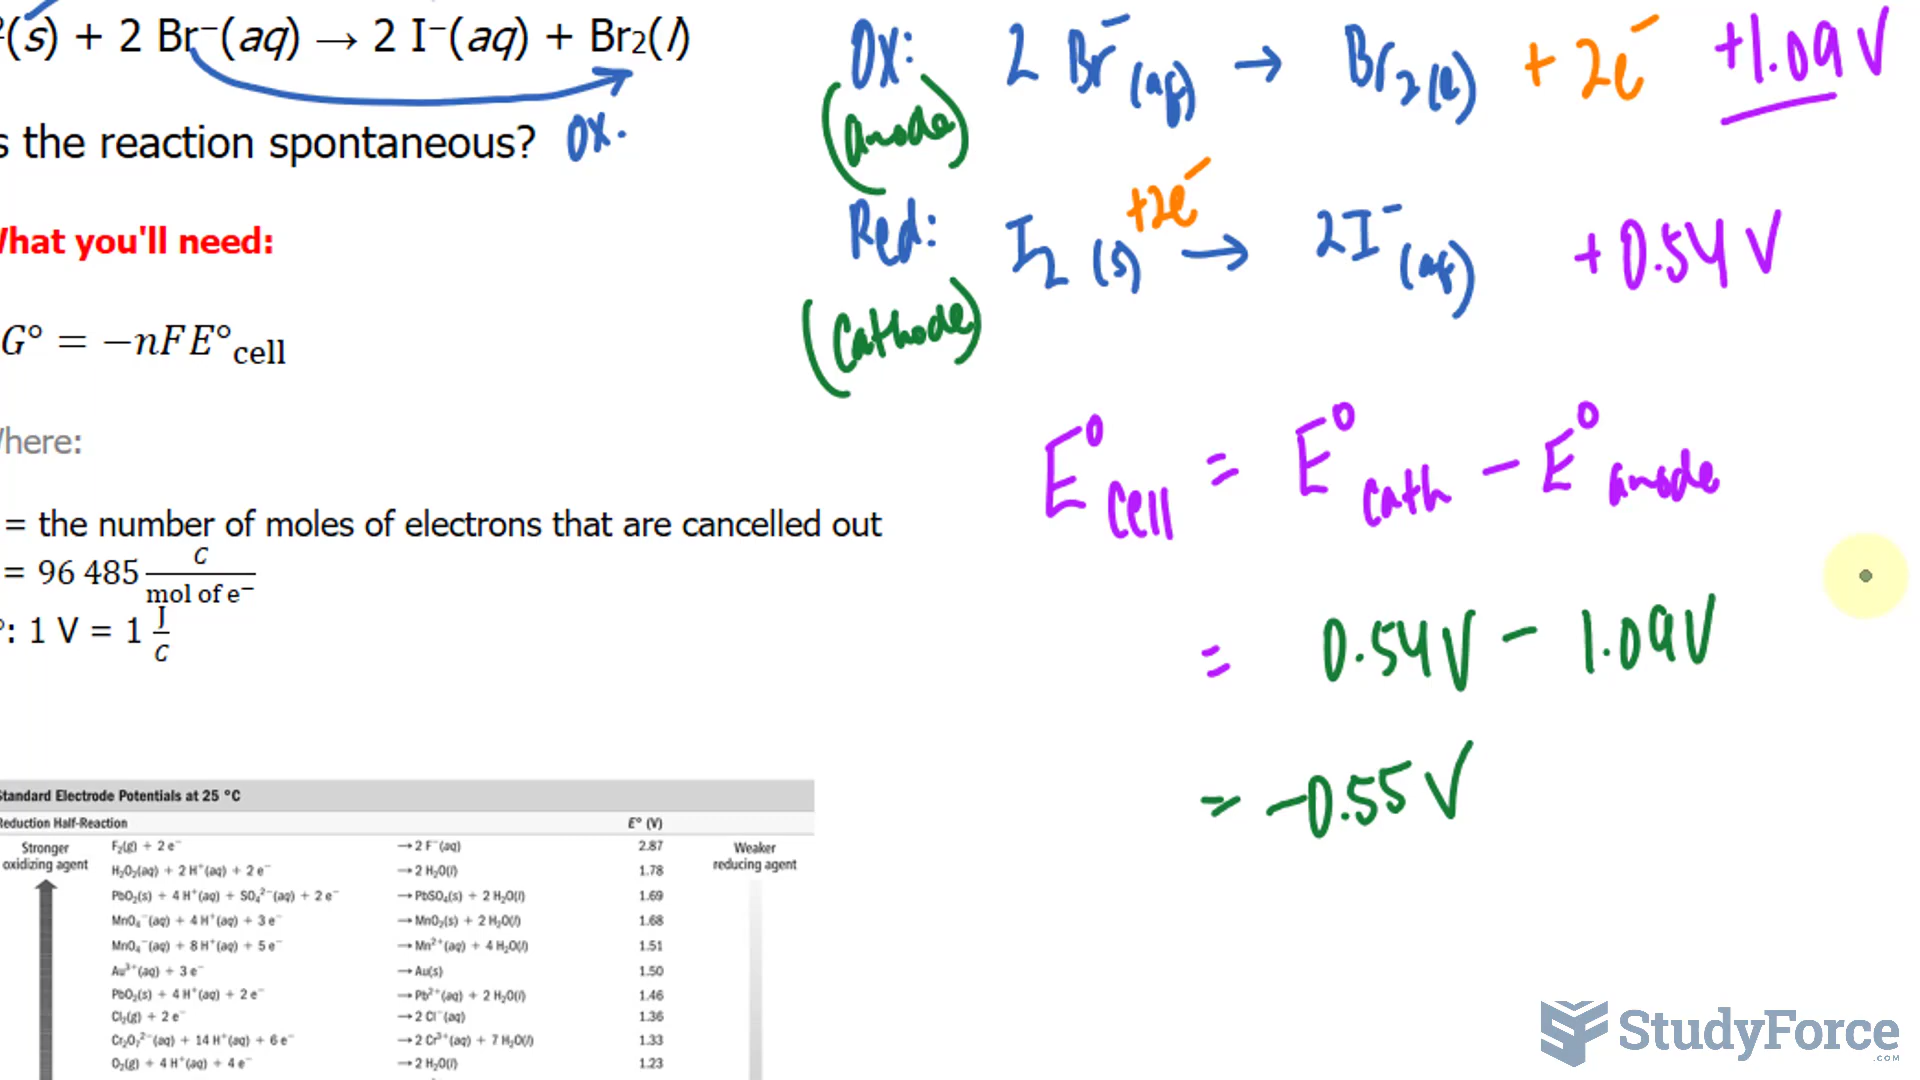 (s) + 2 Br⁻(aq) → 2 I⁻(aq) + Br₂(l)
OX.
s the reaction spontaneous?
What you'll need:
G° = −nFE°cell
Where:
= the number of moles of electrons that are cancelled out
= 96 485 C/mol of e⁻
°: 1 V = 1 J/C
OX: 2 Br⁻(aq) → Br₂(l) + 2e⁻ +1.09 V
(anode)
Red: I₂(s) +2e⁻ → 2I⁻(aq) +0.54 V
(Cathode)
E°cell = E°cath − E°anode
= 0.54V − 1.09V
= −0.55 V
Standard Electrode Potentials at 25 °C
Reduction Half-Reaction E° (V)
Stronger oxidizing agent
Weaker reducing agent
F₂(g) + 2 e⁻ → 2 F⁻(aq) 2.87
H₂O₂(aq) + 2 H⁺(aq) + 2 e⁻ → 2 H₂O(l) 1.78
PbO₂(s) + 4 H⁺(aq) + SO₄²⁻(aq) + 2 e⁻ → PbSO₄(s) + 2 H₂O(l) 1.69
MnO₄⁻(aq) + 4 H⁺(aq) + 3 e⁻ → MnO₂(s) + 2 H₂O(l) 1.68
MnO₄⁻(aq) + 8 H⁺(aq) + 5 e⁻ → Mn²⁺(aq) + 4 H₂O(l) 1.51
Au³⁺(aq) + 3 e⁻ → Au(s) 1.50
PbO₂(s) + 4 H⁺(aq) + 2 e⁻ → Pb²⁺(aq) + 2 H₂O(l) 1.46
Cl₂(g) + 2 e⁻ → 2 Cl⁻(aq) 1.36
Cr₂O₇²⁻(aq) + 14 H⁺(aq) + 6 e⁻ → 2 Cr³⁺(aq) + 7 H₂O(l) 1.33
O₂(g) + 4 H⁺(aq) + 4 e⁻ → 2 H₂O(l) 1.23
StudyForce
.COM